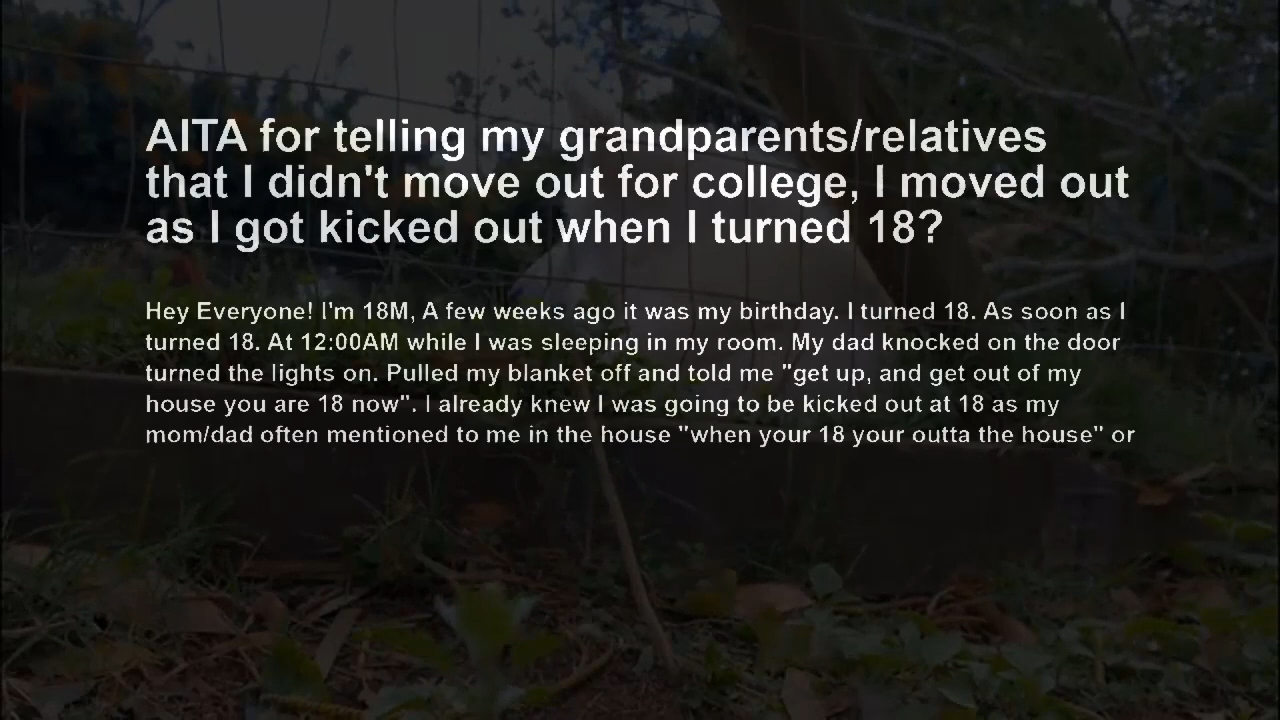 AITA for telling my grandparents/relatives
that I didn't move out for college, I moved out
as I got kicked out when I turned 18?
Hey Everyone! I'm 18M, A few weeks ago it was my birthday. I turned 18. As soon as I
turned 18. At 12:00AM while I was sleeping in my room. My dad knocked on the door
turned the lights on. Pulled my blanket off and told me "get up, and get out of my
house you are 18 now". I already knew I was going to be kicked out at 18 as my
mom/dad often mentioned to me in the house "when your 18 your outta the house" or